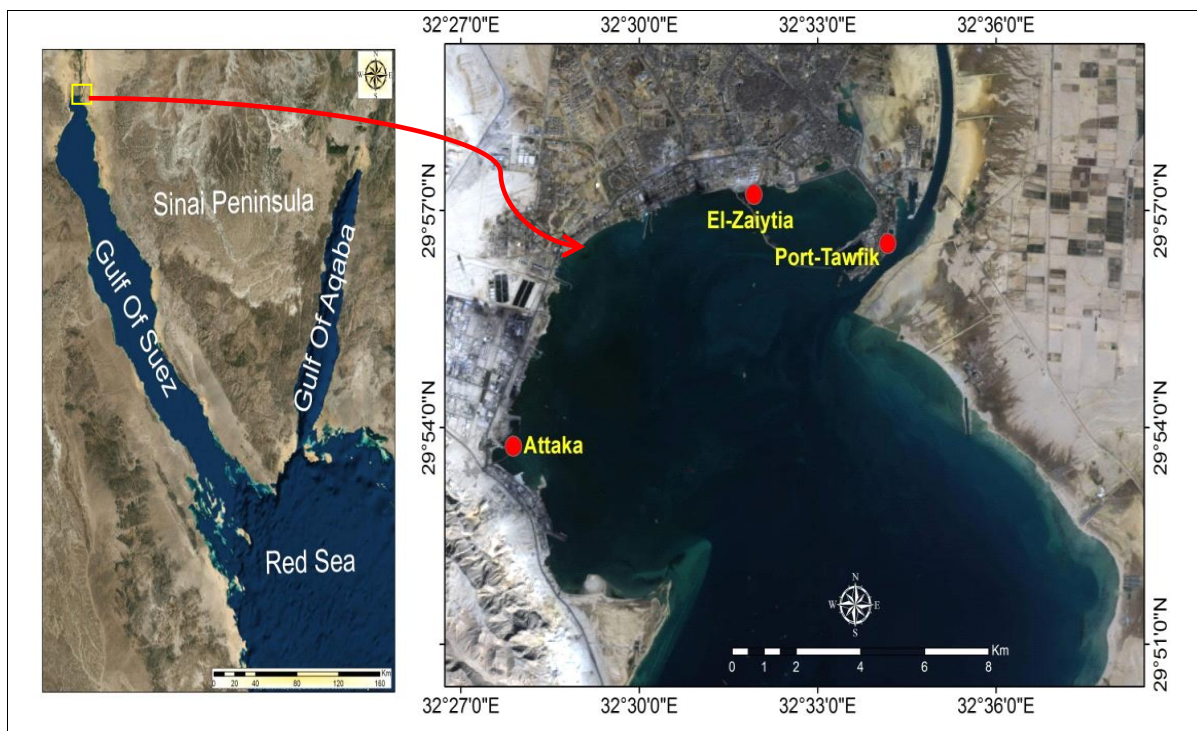 N
W E
S
Sinai Peninsula
Gulf Of Suez
Gulf Of Aqaba
Red Sea
Km
0 20 40 80 120 160
32°27'0"E 32°30'0"E 32°33'0"E 32°36'0"E
29°57'0"N 29°57'0"N
El-Zaiytia
Port-Tawfik
29°54'0"N 29°54'0"N
Attaka
N
W E
S
Km
0 1 2 4 6 8
29°51'0"N 29°51'0"N
32°27'0"E 32°30'0"E 32°33'0"E 32°36'0"E